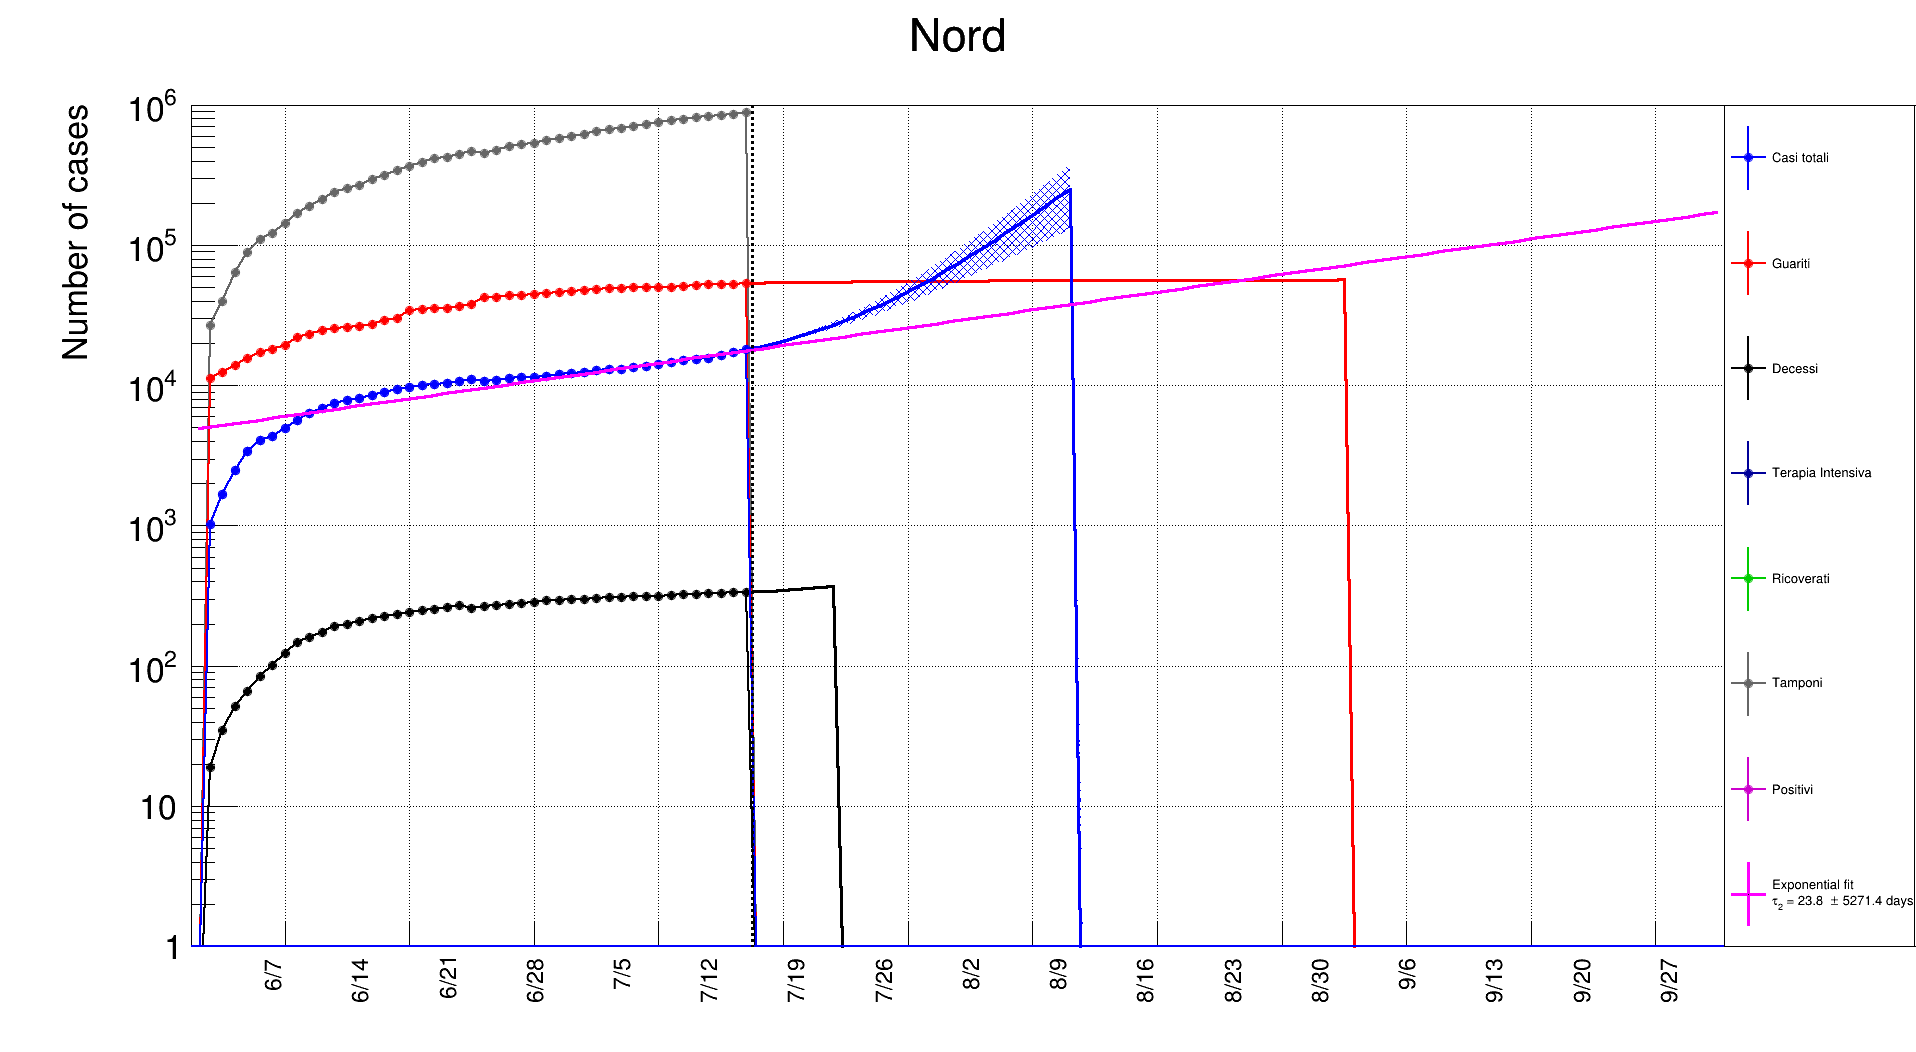 Nord
Number of cases
10^6
10^5
10^4
10^3
10^2
10
1
6/7
6/14
6/21
6/28
7/5
7/12
7/19
7/26
8/2
8/9
8/16
8/23
8/30
9/6
9/13
9/20
9/27
Casi totali
Guariti
Decessi
Terapia Intensiva
Ricoverati
Tamponi
Positivi
Exponential fit
τ₂ = 23.8 ± 5271.4 days